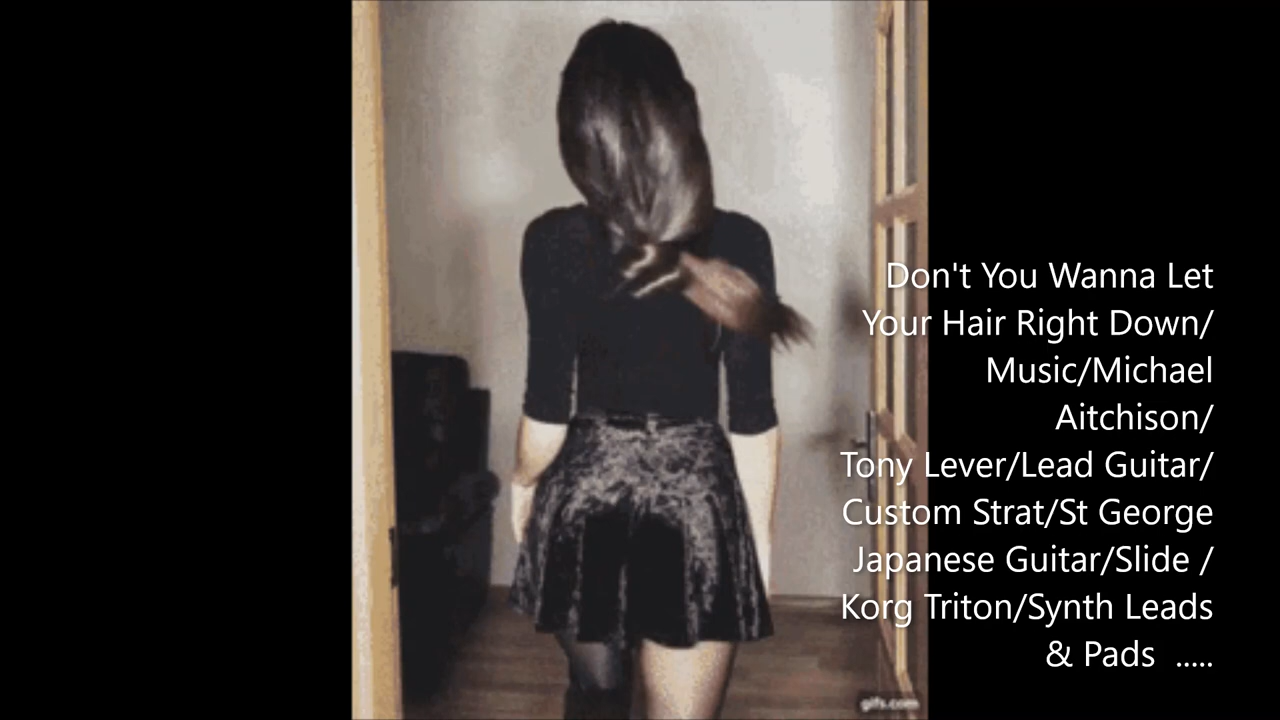 Don't You Wanna Let
Your Hair Right Down/
Music/Michael
Aitchison/
Tony Lever/Lead Guitar/
Custom Strat/St George
Japanese Guitar/Slide /
Korg Triton/Synth Leads
& Pads  .....
gifs.com